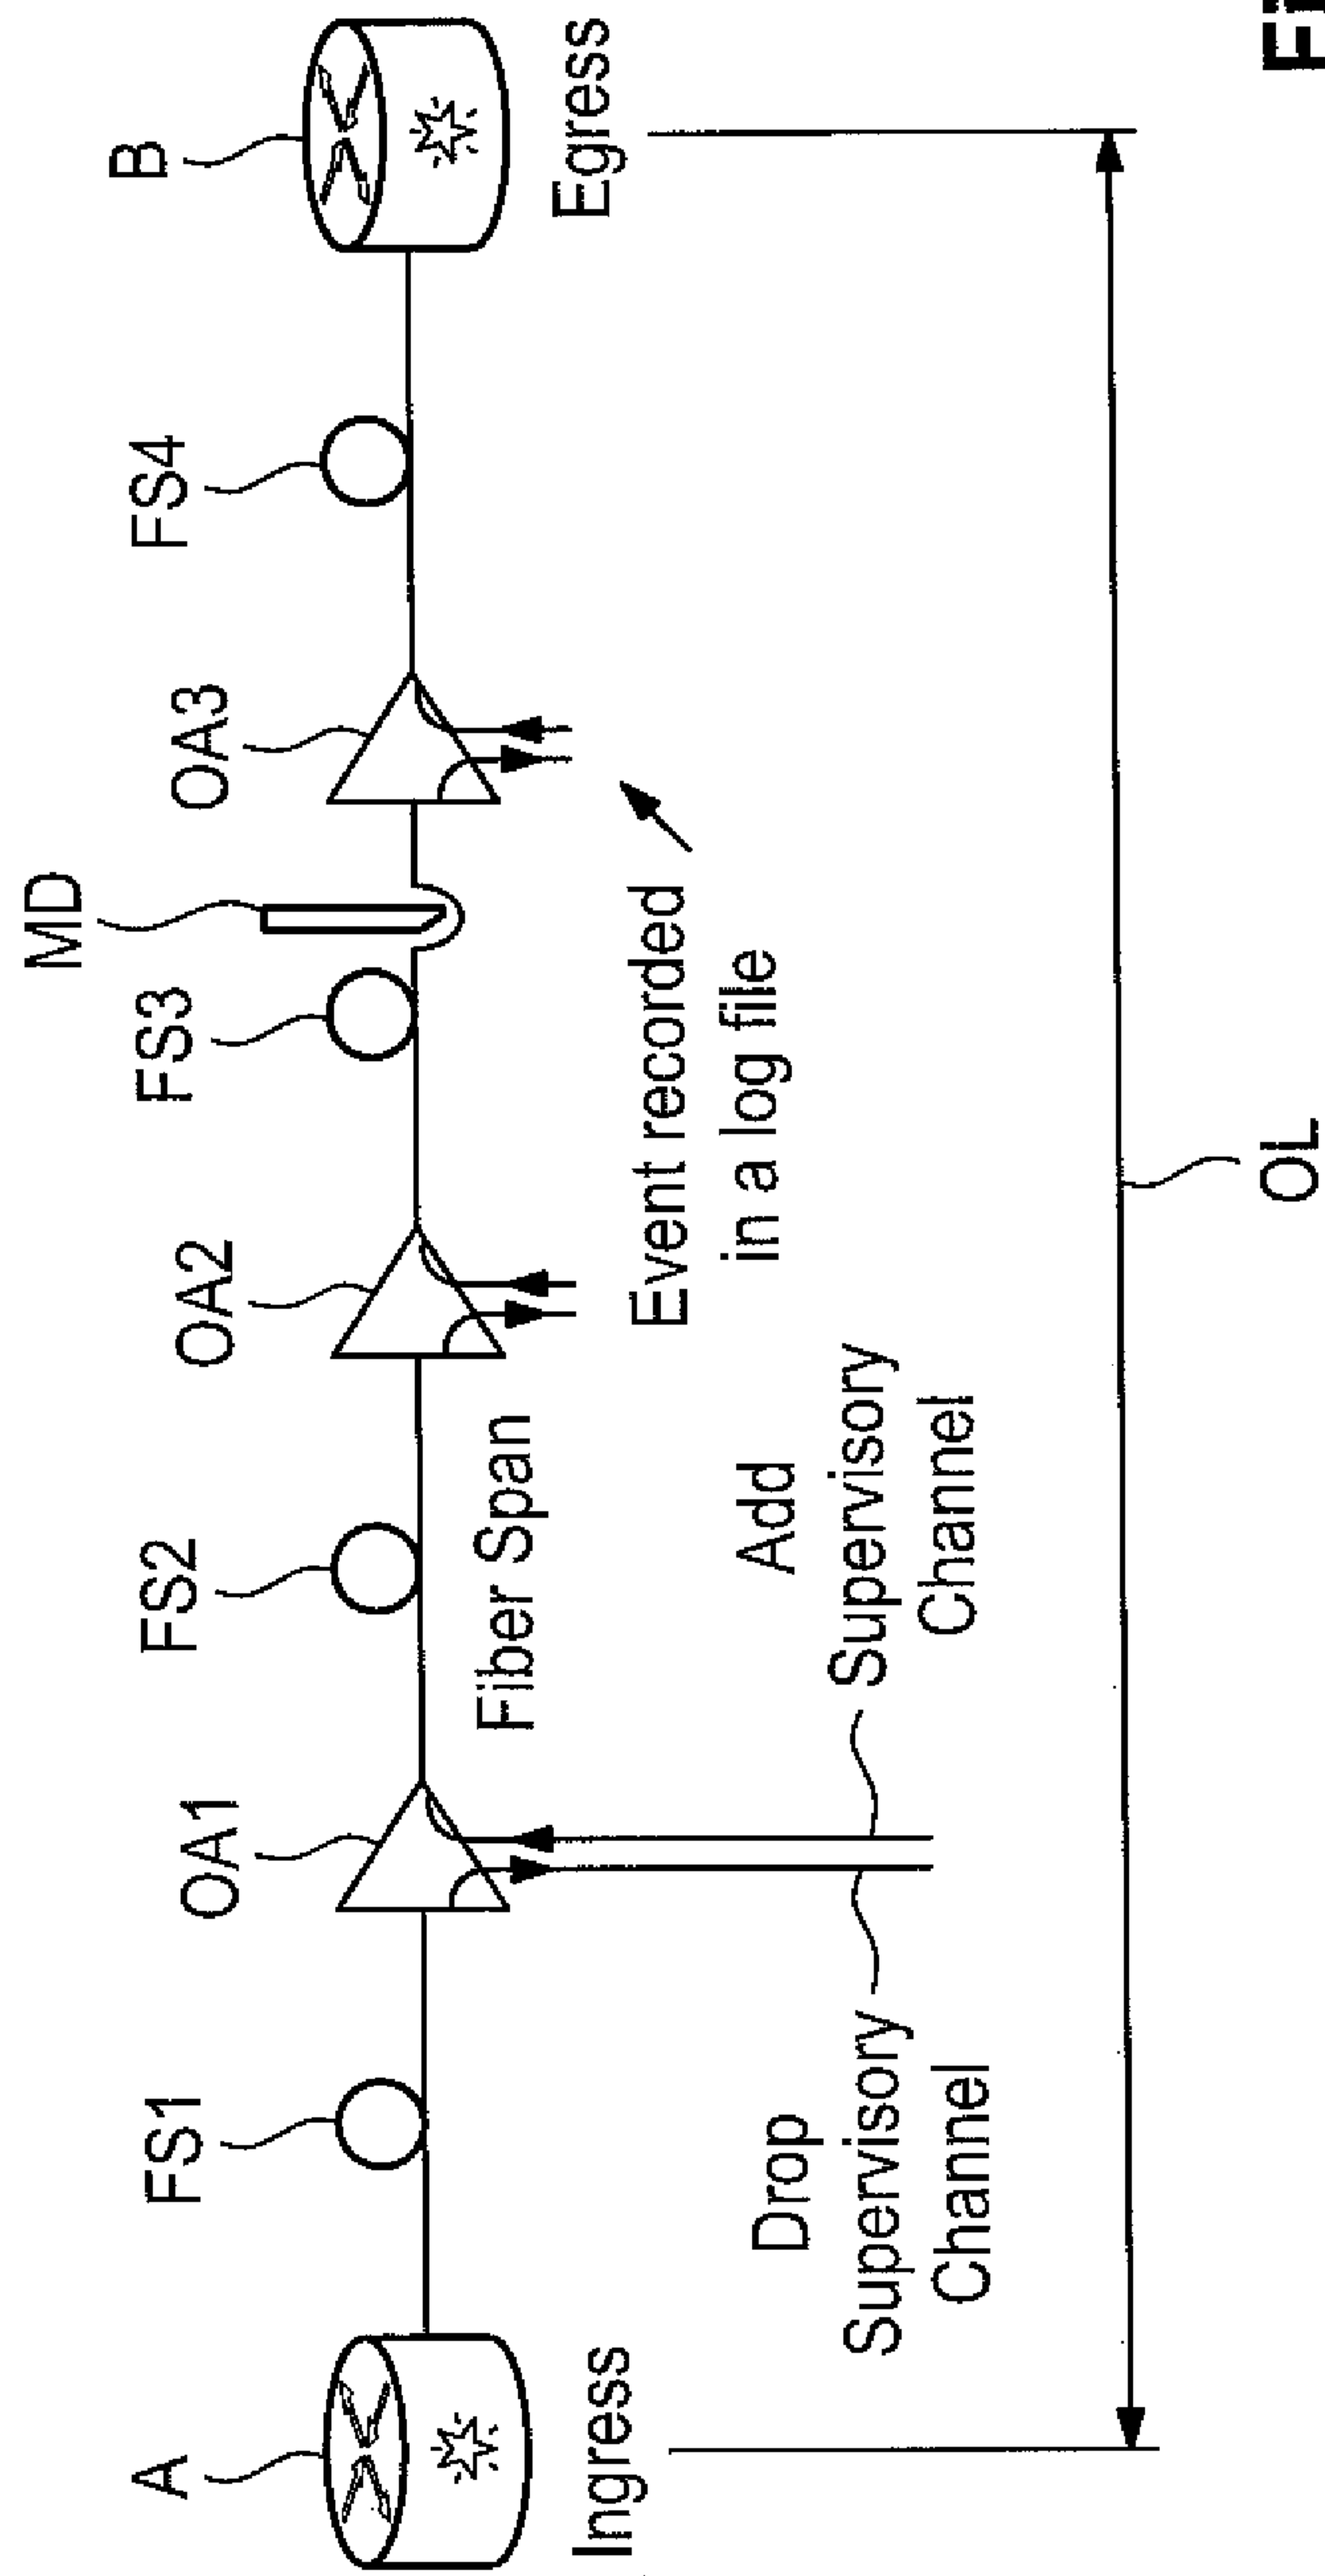 A
FS1
OA1
FS2
OA2
FS3
MD
OA3
FS4
B
Ingress
Fiber Span
Egress
Drop
Supervisory
Channel
Add
Supervisory
Channel
Event recorded
in a log file
OL
Fi